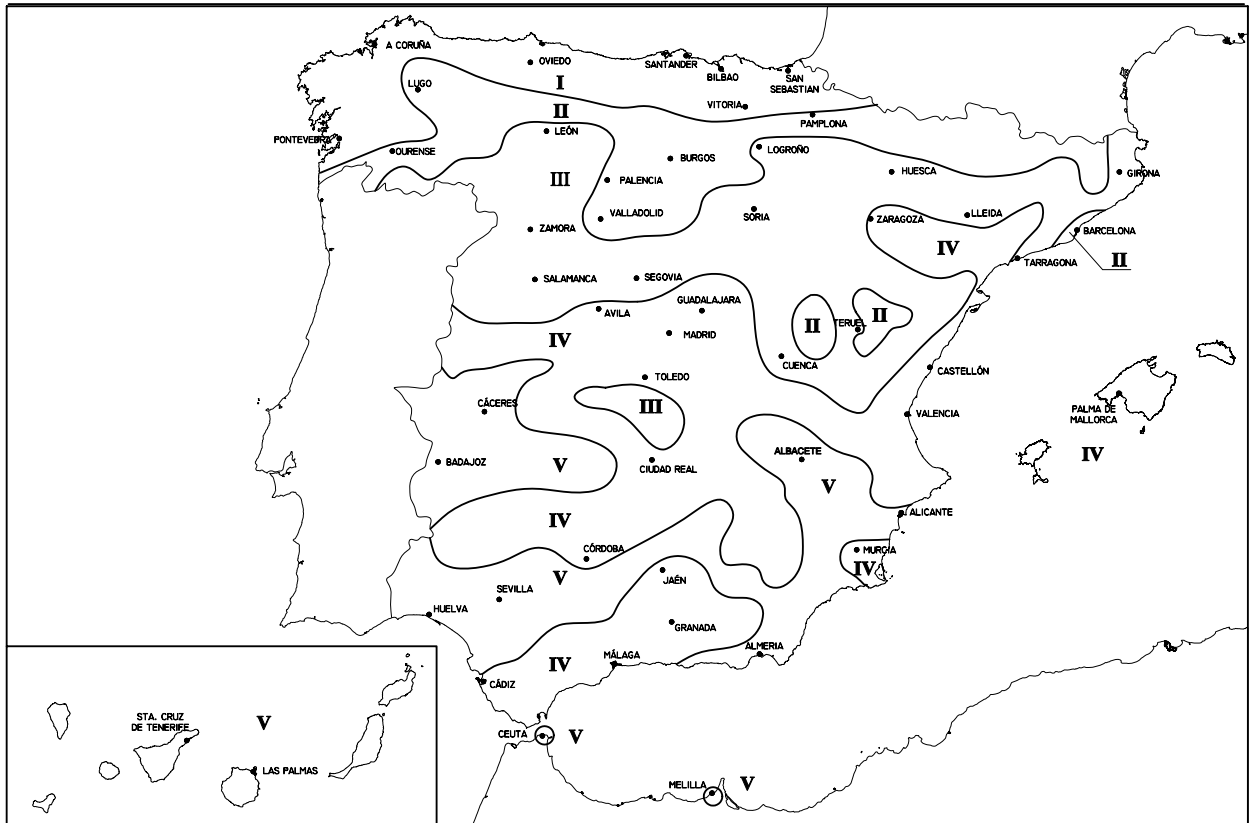 A CORUÑA
OVIEDO
SANTANDER
BILBAO
SAN
SEBASTIAN
LUGO
I
VITORIA
II
PAMPLONA
PONTEVEDRA
LEÓN
OURENSE
LOGROÑO
BURGOS
HUESCA
GIRONA
III
PALENCIA
VALLADOLID
SORIA
ZARAGOZA
LLEIDA
ZAMORA
BARCELONA
IV
II
TARRAGONA
SALAMANCA
SEGOVIA
GUADALAJARA
AVILA
II
II
TERUEL
MADRID
IV
CUENCA
CASTELLÓN
TOLEDO
CÁCERES
III
VALENCIA
PALMA DE
MALLORCA
ALBACETE
IV
BADAJOZ
V
CIUDAD REAL
V
ALICANTE
IV
CÓRDOBA
MURCIA
IV
V
JAÉN
SEVILLA
HUELVA
GRANADA
ALMERIA
MÁLAGA
IV
CÁDIZ
STA. CRUZ
DE TENERIFE
V
LAS PALMAS
CEUTA
V
MELILLA
V